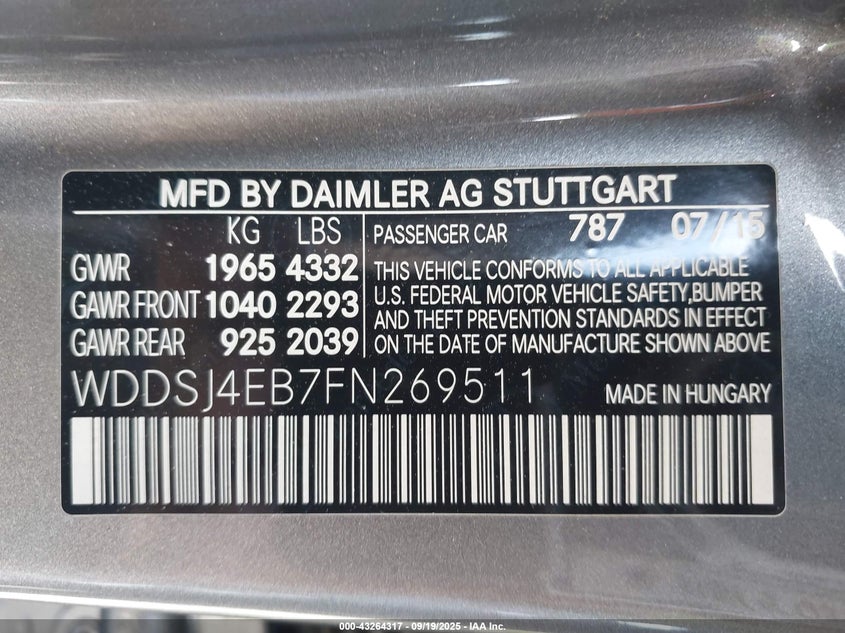 MFD BY DAIMLER AG STUTTGART
KG LBS
GVWR 1965 4332
GAWR FRONT 1040 2293
GAWR REAR 925 2039
PASSENGER CAR 787 07/15
THIS VEHICLE CONFORMS TO ALL APPLICABLE
U.S. FEDERAL MOTOR VEHICLE SAFETY,BUMPER
AND THEFT PREVENTION STANDARDS IN EFFECT
ON THE DATE OF MANUFACTURE SHOWN ABOVE
WDDSJ4EB7FN269511 MADE IN HUNGARY
000-43264317 - 09/19/2025 - IAA Inc.